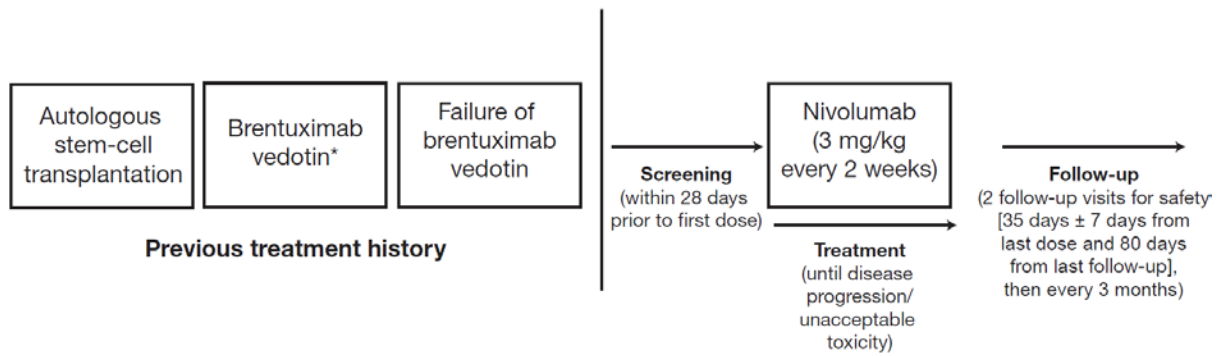 Autologous
stem-cell
transplantation
Brentuximab
vedotin*
Failure of
brentuximab
vedotin
Previous treatment history
Screening
(within 28 days
prior to first dose)
Nivolumab
(3 mg/kg
every 2 weeks)
Treatment
(until disease
progression/
unacceptable
toxicity)
Follow-up
(2 follow-up visits for safety
[35 days ± 7 days from
last dose and 80 days
from last follow-up],
then every 3 months)